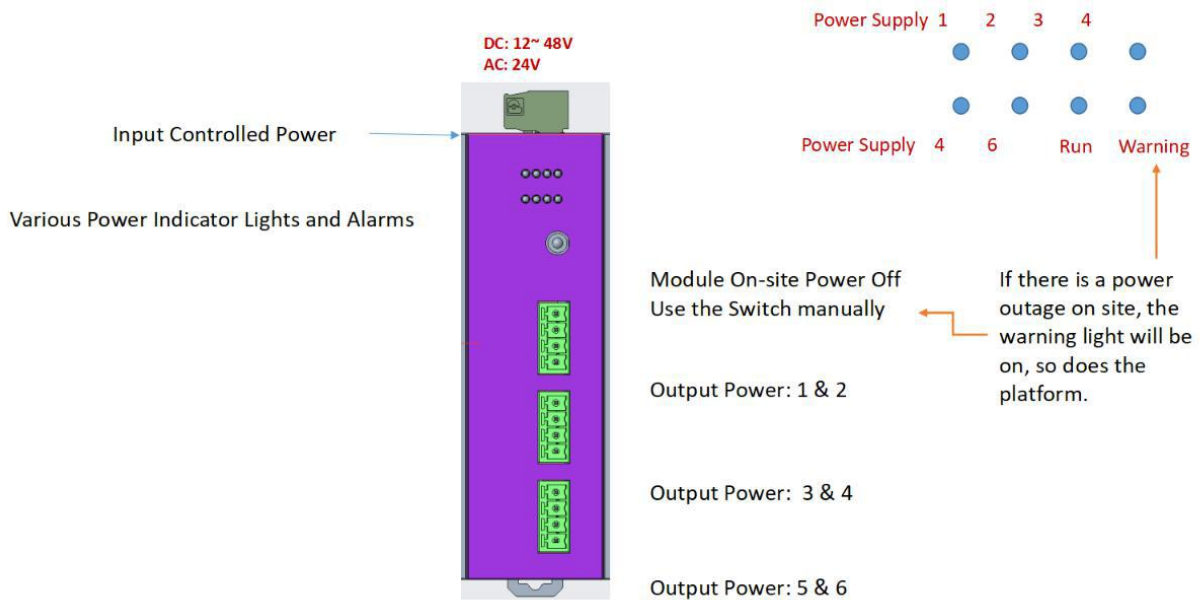 Power Supply 1 2 3 4
DC: 12~ 48V
AC: 24V
Input Controlled Power
Power Supply 4 6 Run Warning
Various Power Indicator Lights and Alarms
Module On-site Power Off
Use the Switch manually
If there is a power
outage on site, the
warning light will be
on, so does the
platform.
Output Power: 1 & 2
Output Power: 3 & 4
Output Power: 5 & 6